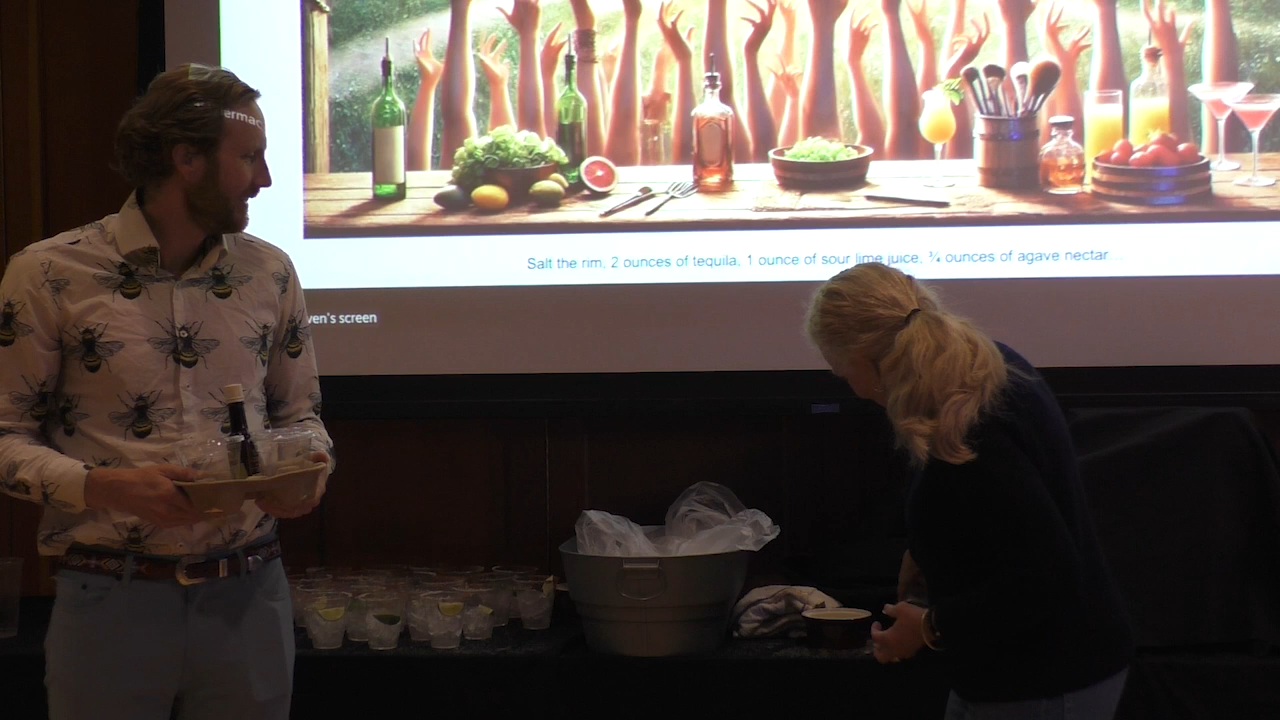 ermac
Salt the rim, 2 ounces of tequila, 1 ounce of sour lime juice, ¾ ounces of agave nectar…
ven's screen